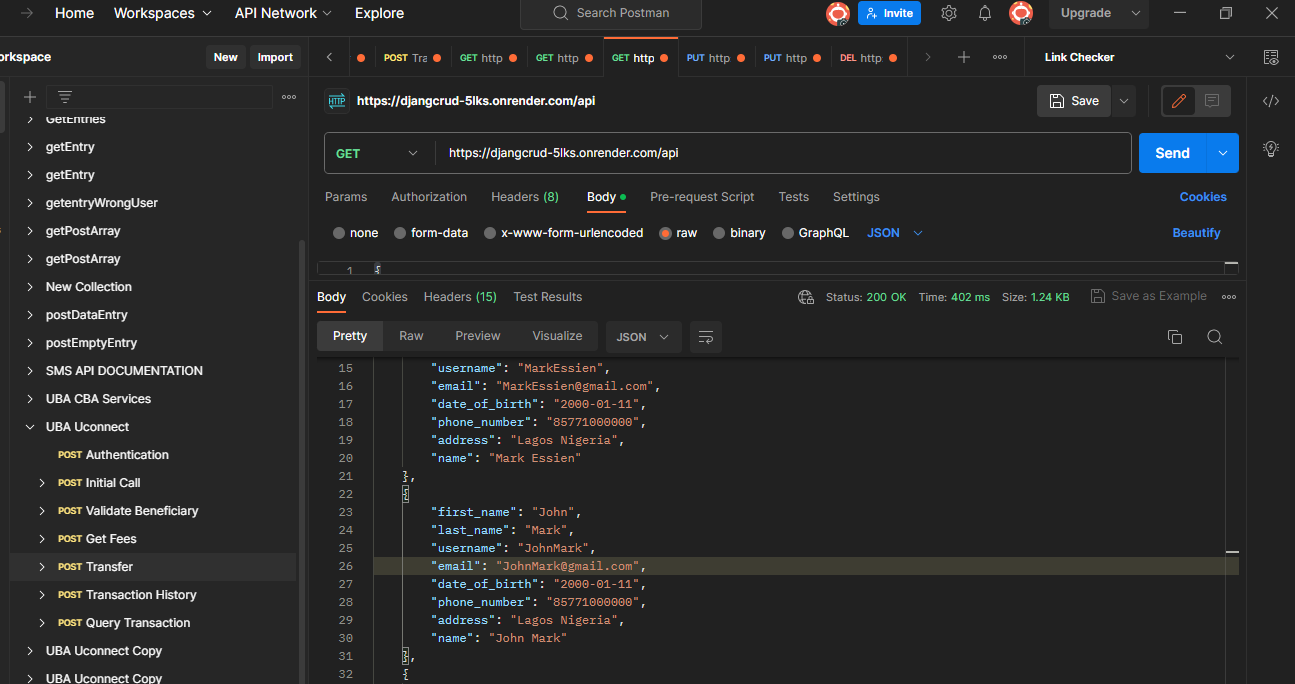 Home Workspaces API Network Explore Search Postman Invite Upgrade
orkspace New Import POST Tra GET http GET http GET http PUT http PUT http DEL http Link Checker
https://djangcrud-5lks.onrender.com/api Save
GetEntries
getEntry
getEntry
getentryWrongUser
getPostArray
getPostArray
New Collection
postDataEntry
postEmptyEntry
SMS API DOCUMENTATION
UBA CBA Services
UBA Uconnect
POST Authentication
POST Initial Call
POST Validate Beneficiary
POST Get Fees
POST Transfer
POST Transaction History
POST Query Transaction
UBA Uconnect Copy
UBA Uconnect Copy
HTTP
GET https://djangcrud-5lks.onrender.com/api Send
Params Authorization Headers (8) Body Pre-request Script Tests Settings Cookies
none form-data x-www-form-urlencoded raw binary GraphQL JSON Beautify
1 {
Body Cookies Headers (15) Test Results Status: 200 OK Time: 402 ms Size: 1.24 KB Save as Example
Pretty Raw Preview Visualize JSON
15 "username": "MarkEssien",
16 "email": "MarkEssien@gmail.com",
17 "date_of_birth": "2000-01-11",
18 "phone_number": "85771000000",
19 "address": "Lagos Nigeria",
20 "name": "Mark Essien"
21 },
22 {
23 "first_name": "John",
24 "last_name": "Mark",
25 "username": "JohnMark",
26 "email": "JohnMark@gmail.com",
27 "date_of_birth": "2000-01-11",
28 "phone_number": "85771000000",
29 "address": "Lagos Nigeria",
30 "name": "John Mark"
31 },
32 {